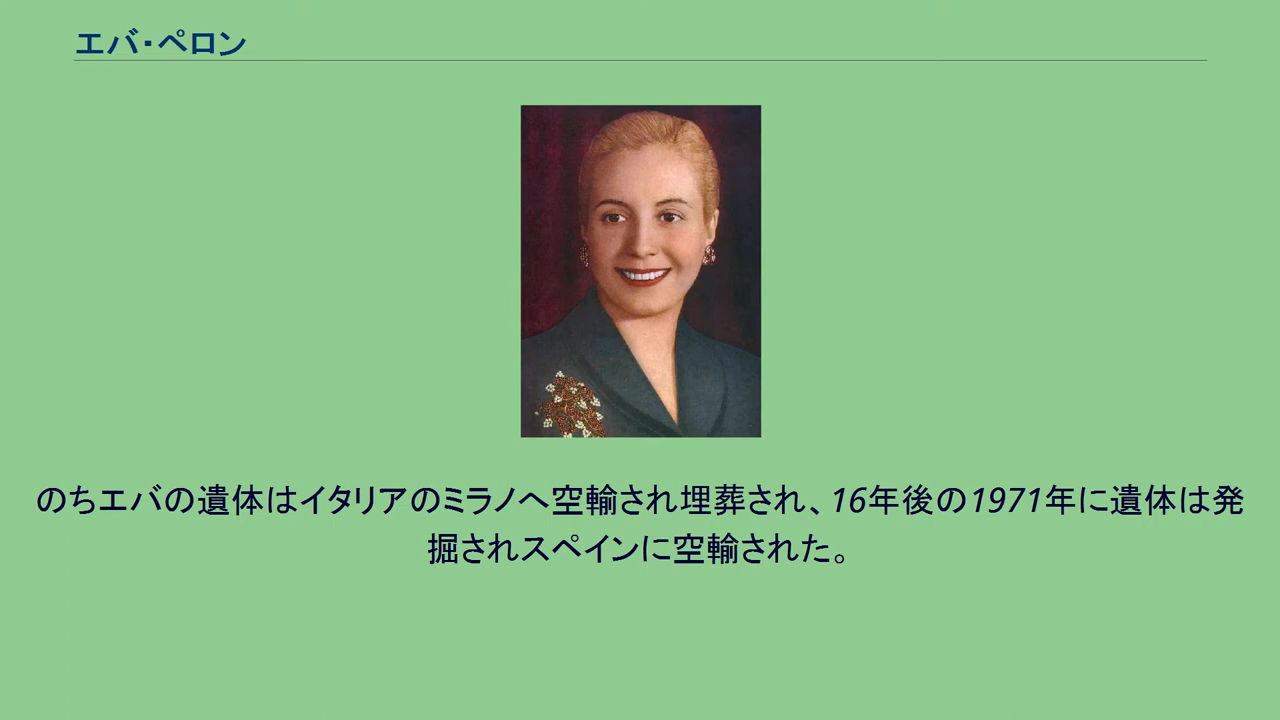 エバ・ペロン
のちエバの遺体はイタリアのミラノへ空輸され埋葬され、16年後の1971年に遺体は発
掘されスペインに空輸された。